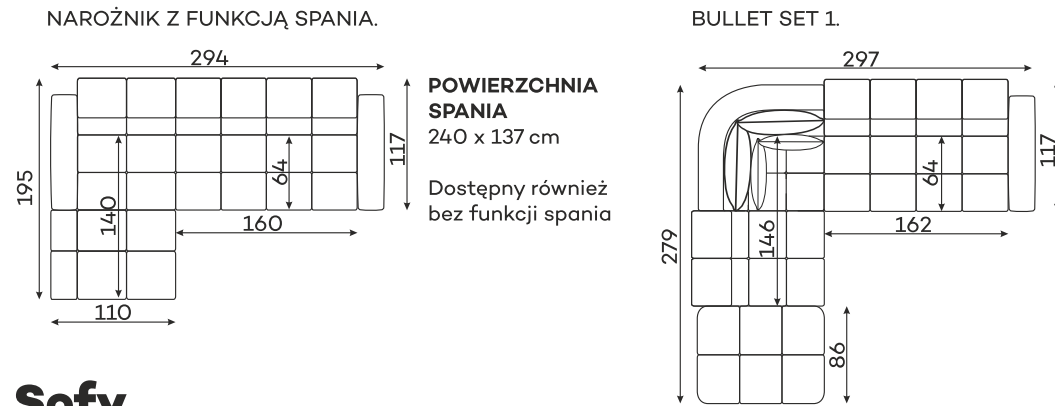 NAROŻNIK Z FUNKCJĄ SPANIA.
294
195
140
64
117
160
110
POWIERZCHNIA
SPANIA
240 x 137 cm
Dostępny również
bez funkcji spania
BULLET SET 1.
297
279
146
64
117
162
86
Sofy